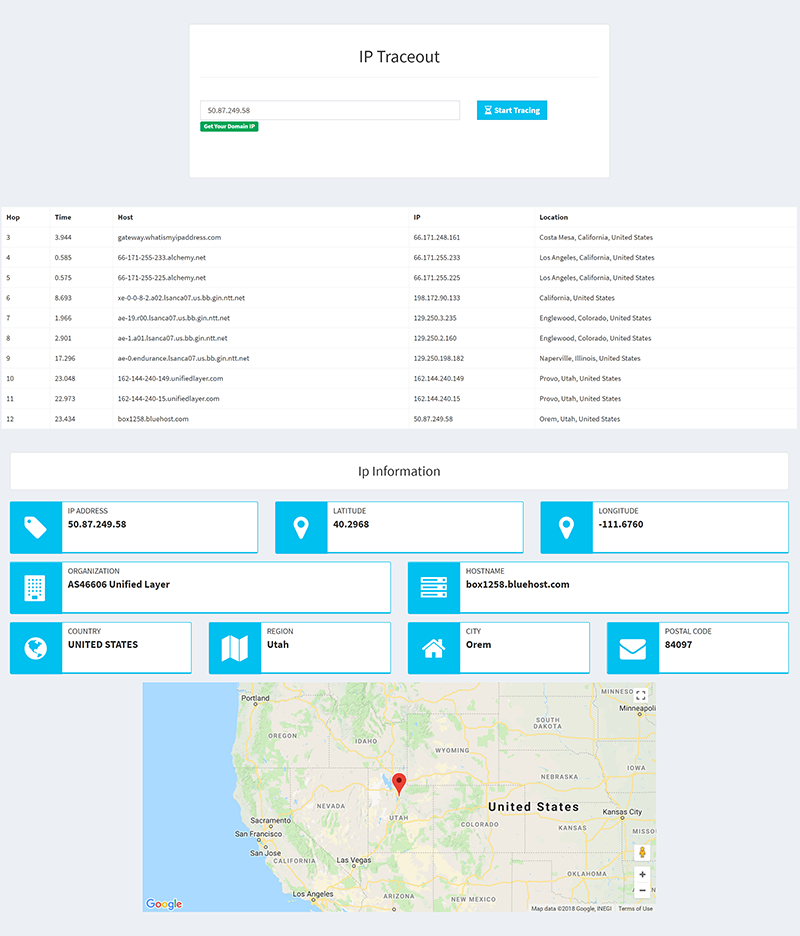 IP Traceout
50.87.249.58
Start Tracing
Get Your Domain IP
Hop Time Host IP Location
3 3.944 gateway.whatismyipaddress.com 66.171.248.161 Costa Mesa, California, United States
4 0.585 66-171-255-233.alchemy.net 66.171.255.233 Los Angeles, California, United States
5 0.575 66-171-255-225.alchemy.net 66.171.255.225 Los Angeles, California, United States
6 8.693 xe-0-0-8-2.a02.lsanca07.us.bb.gin.ntt.net 198.172.90.133 California, United States
7 1.966 ae-19.r00.lsanca07.us.bb.gin.ntt.net 129.250.3.235 Englewood, Colorado, United States
8 2.901 ae-1.a01.lsanca07.us.bb.gin.ntt.net 129.250.2.160 Englewood, Colorado, United States
9 17.296 ae-0.endurance.lsanca07.us.bb.gin.ntt.net 129.250.198.182 Naperville, Illinois, United States
10 23.048 162-144-240-149.unifiedlayer.com 162.144.240.149 Provo, Utah, United States
11 22.973 162-144-240-15.unifiedlayer.com 162.144.240.15 Provo, Utah, United States
12 23.434 box1258.bluehost.com 50.87.249.58 Orem, Utah, United States
Ip Information
IP ADDRESS
50.87.249.58
LATITUDE
40.2968
LONGITUDE
-111.6760
ORGANIZATION
AS46606 Unified Layer
HOSTNAME
box1258.bluehost.com
COUNTRY
UNITED STATES
REGION
Utah
CITY
Orem
POSTAL CODE
84097
Portland
MINNESO
Minneapoli
SOUTH
DAKOTA
OREGON
IDAHO
WYOMING
IOWA
NEBRASKA
NEVADA
UTAH
United States
Kansas City
Sacramento
COLORADO
KANSAS
MISSO
San Francisco
San Jose
CALIFORNIA
Las Vegas
OKLAHOMA
Los Angeles
ARIZONA
NEW MEXICO
Google
Map data ©2018 Google, INEGI Terms of Use